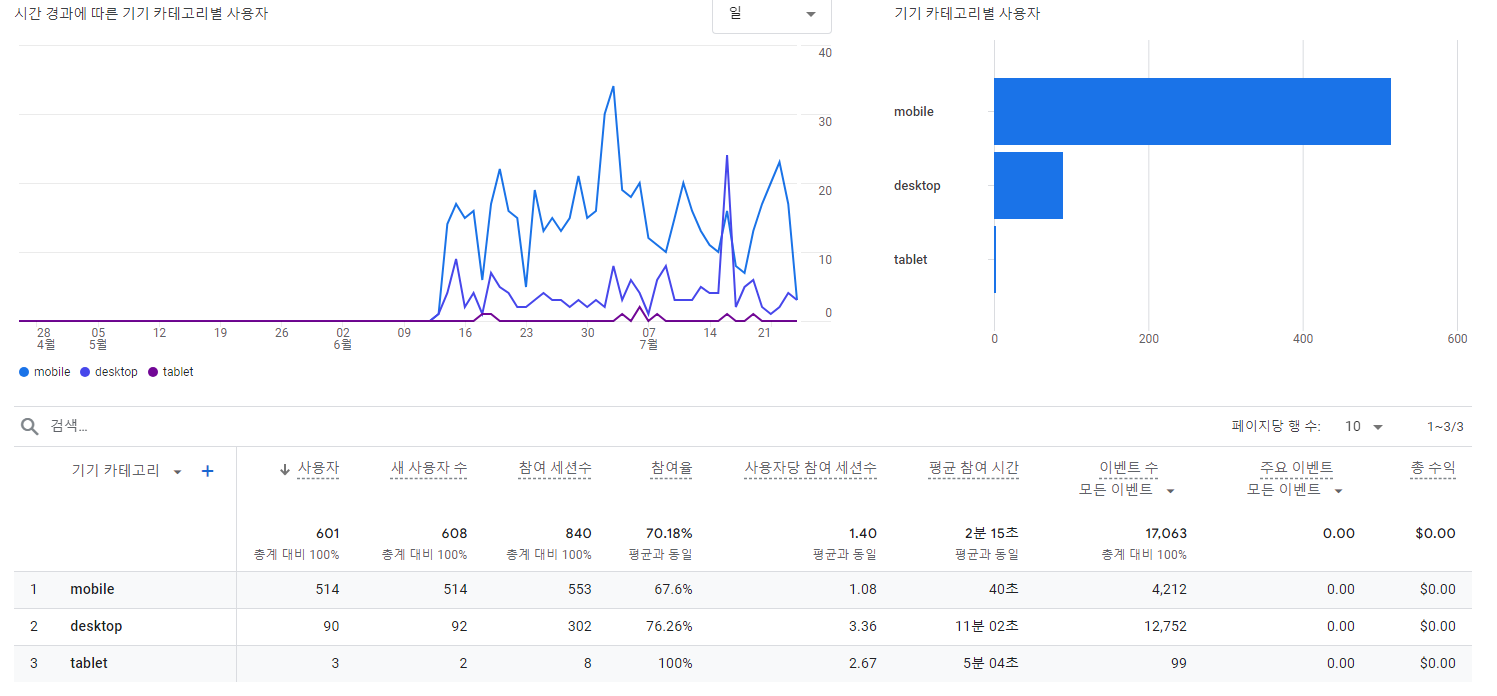 시간 경과에 따른 기기 카테고리별 사용자
일
40
30
20
10
0
28
4월
05
5월
12
19
26
02
6월
09
16
23
30
07
7월
14
21
mobile desktop tablet
기기 카테고리별 사용자
mobile
desktop
tablet
0 200 400 600
검색...
페이지당 행 수: 10 1~3/3
기기 카테고리 + ↓ 사용자 새 사용자 수 참여 세션수 참여율 사용자당 참여 세션수 평균 참여 시간 이벤트 수 주요 이벤트 총 수익
모든 이벤트 모든 이벤트
601 608 840 70.18% 1.40 2분 15초 17,063 0.00 $0.00
총계 대비 100% 총계 대비 100% 총계 대비 100% 평균과 동일 평균과 동일 평균과 동일 총계 대비 100%
1 mobile 514 514 553 67.6% 1.08 40초 4,212 0.00 $0.00
2 desktop 90 92 302 76.26% 3.36 11분 02초 12,752 0.00 $0.00
3 tablet 3 2 8 100% 2.67 5분 04초 99 0.00 $0.00